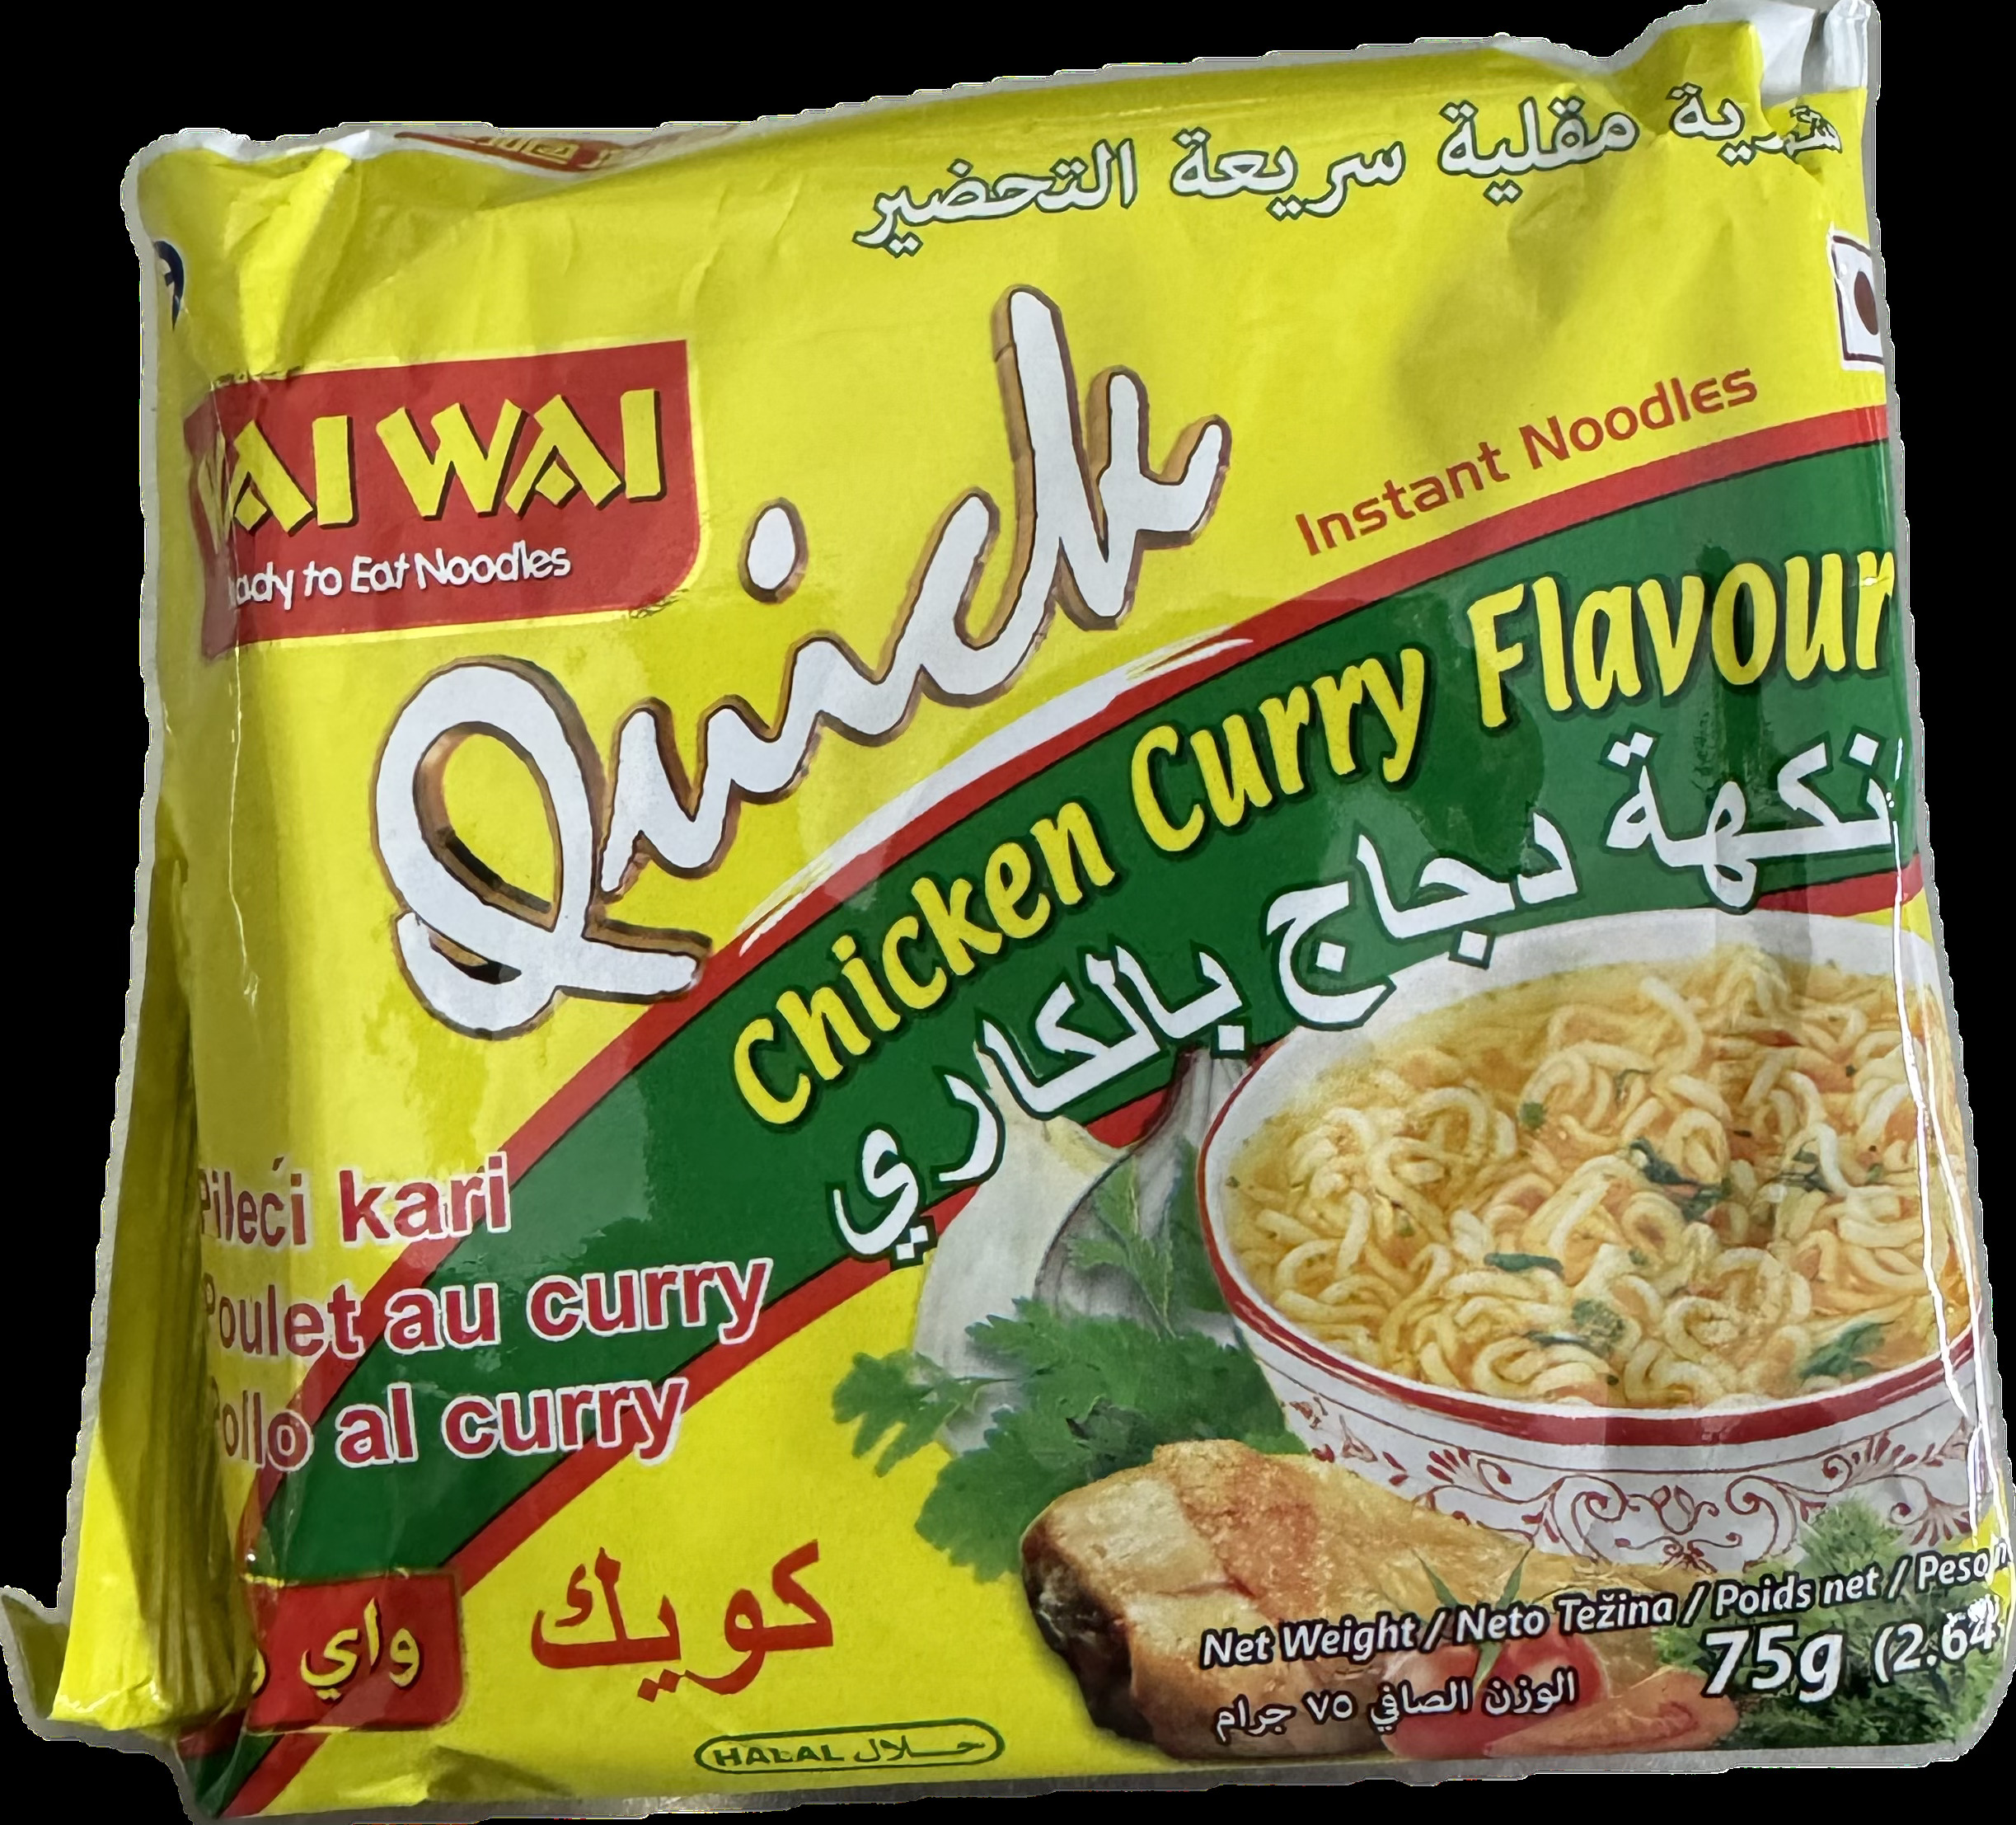 شعرية مقلية سريعة التحضير
WAI WAI
Ready to Eat Noodles
Quick
Instant Noodles
Chicken Curry Flavour
نكهة دجاج بالكاري
Pileći kari
Poulet au curry
Pollo al curry
واي
كويك
HALAL حلال
Net Weight / Neto Težina / Poids net / Peso
75g (2.64
الوزن الصافي ٧٥ جرام